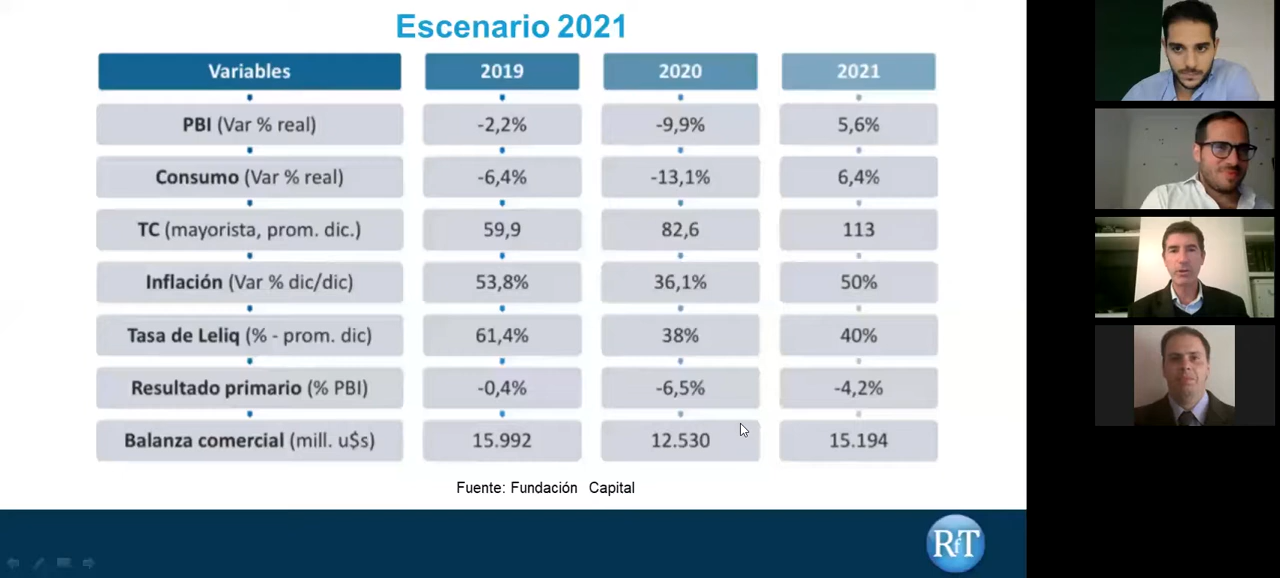 Escenario 2021
Variables 2019 2020 2021
PBI (Var % real) -2,2% -9,9% 5,6%
Consumo (Var % real) -6,4% -13,1% 6,4%
TC (mayorista, prom. dic.) 59,9 82,6 113
Inflación (Var % dic/dic) 53,8% 36,1% 50%
Tasa de Leliq (% - prom. dic) 61,4% 38% 40%
Resultado primario (% PBI) -0,4% -6,5% -4,2%
Balanza comercial (mill. u$s) 15.992 12.530 15.194
Fuente: Fundación Capital
RfT